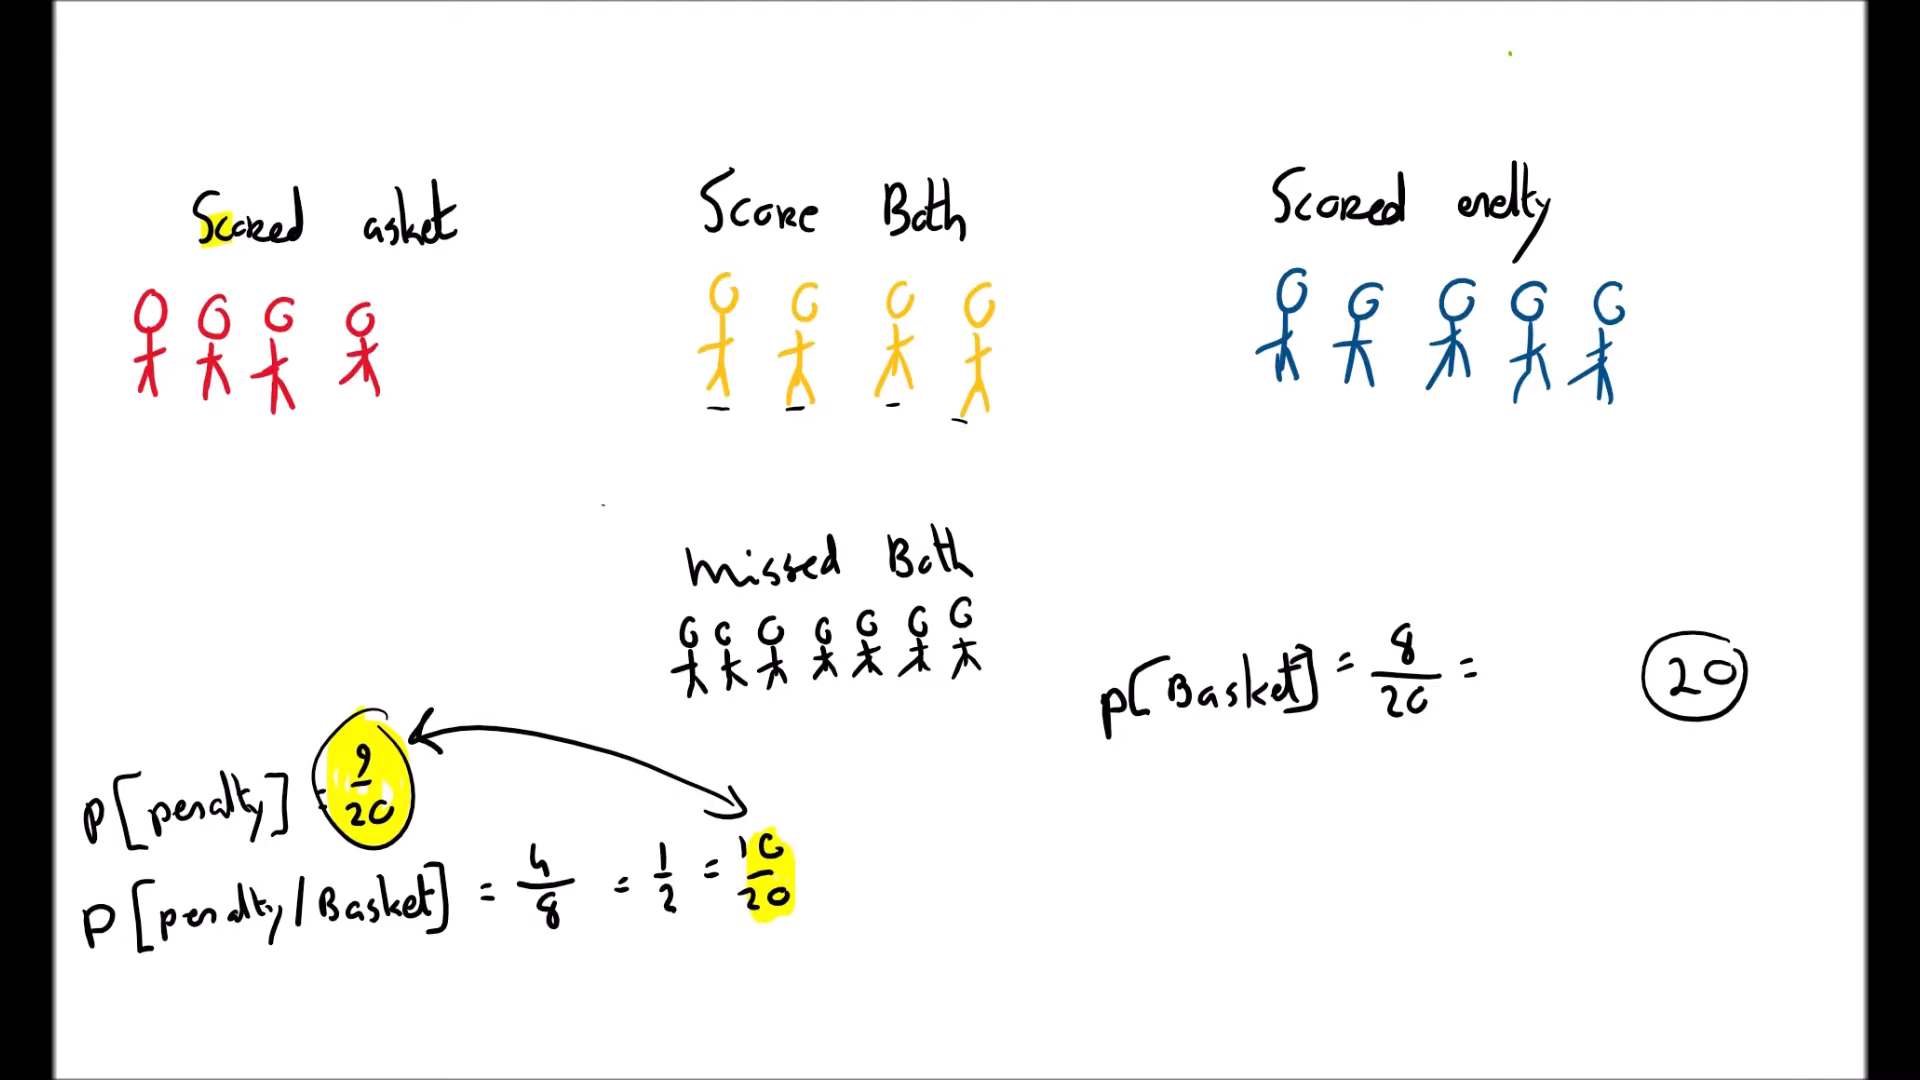 Scored asket
Score Both
Scored enelty
missed Both
P[Basket] = 8/20 =
20
P[penalty] = 9/20
P[penalty/Basket] = 4/8 = 1/2 = 10/20